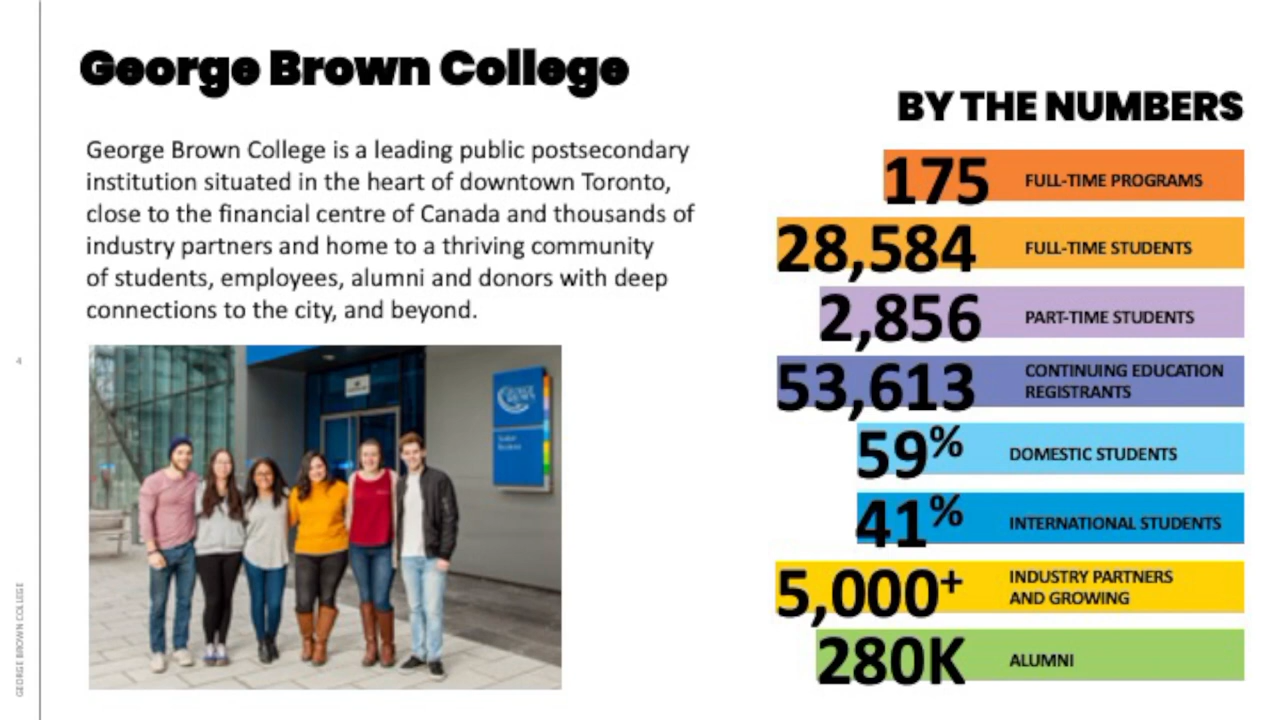 George Brown College
George Brown College is a leading public postsecondary
institution situated in the heart of downtown Toronto,
close to the financial centre of Canada and thousands of
industry partners and home to a thriving community
of students, employees, alumni and donors with deep
connections to the city, and beyond.
GEORGE
BROWN
BY THE NUMBERS
175 FULL-TIME PROGRAMS
28,584 FULL-TIME STUDENTS
2,856 PART-TIME STUDENTS
53,613 CONTINUING EDUCATION
REGISTRANTS
59% DOMESTIC STUDENTS
41% INTERNATIONAL STUDENTS
5,000+ INDUSTRY PARTNERS
AND GROWING
280K ALUMNI
4
GEORGE BROWN COLLEGE